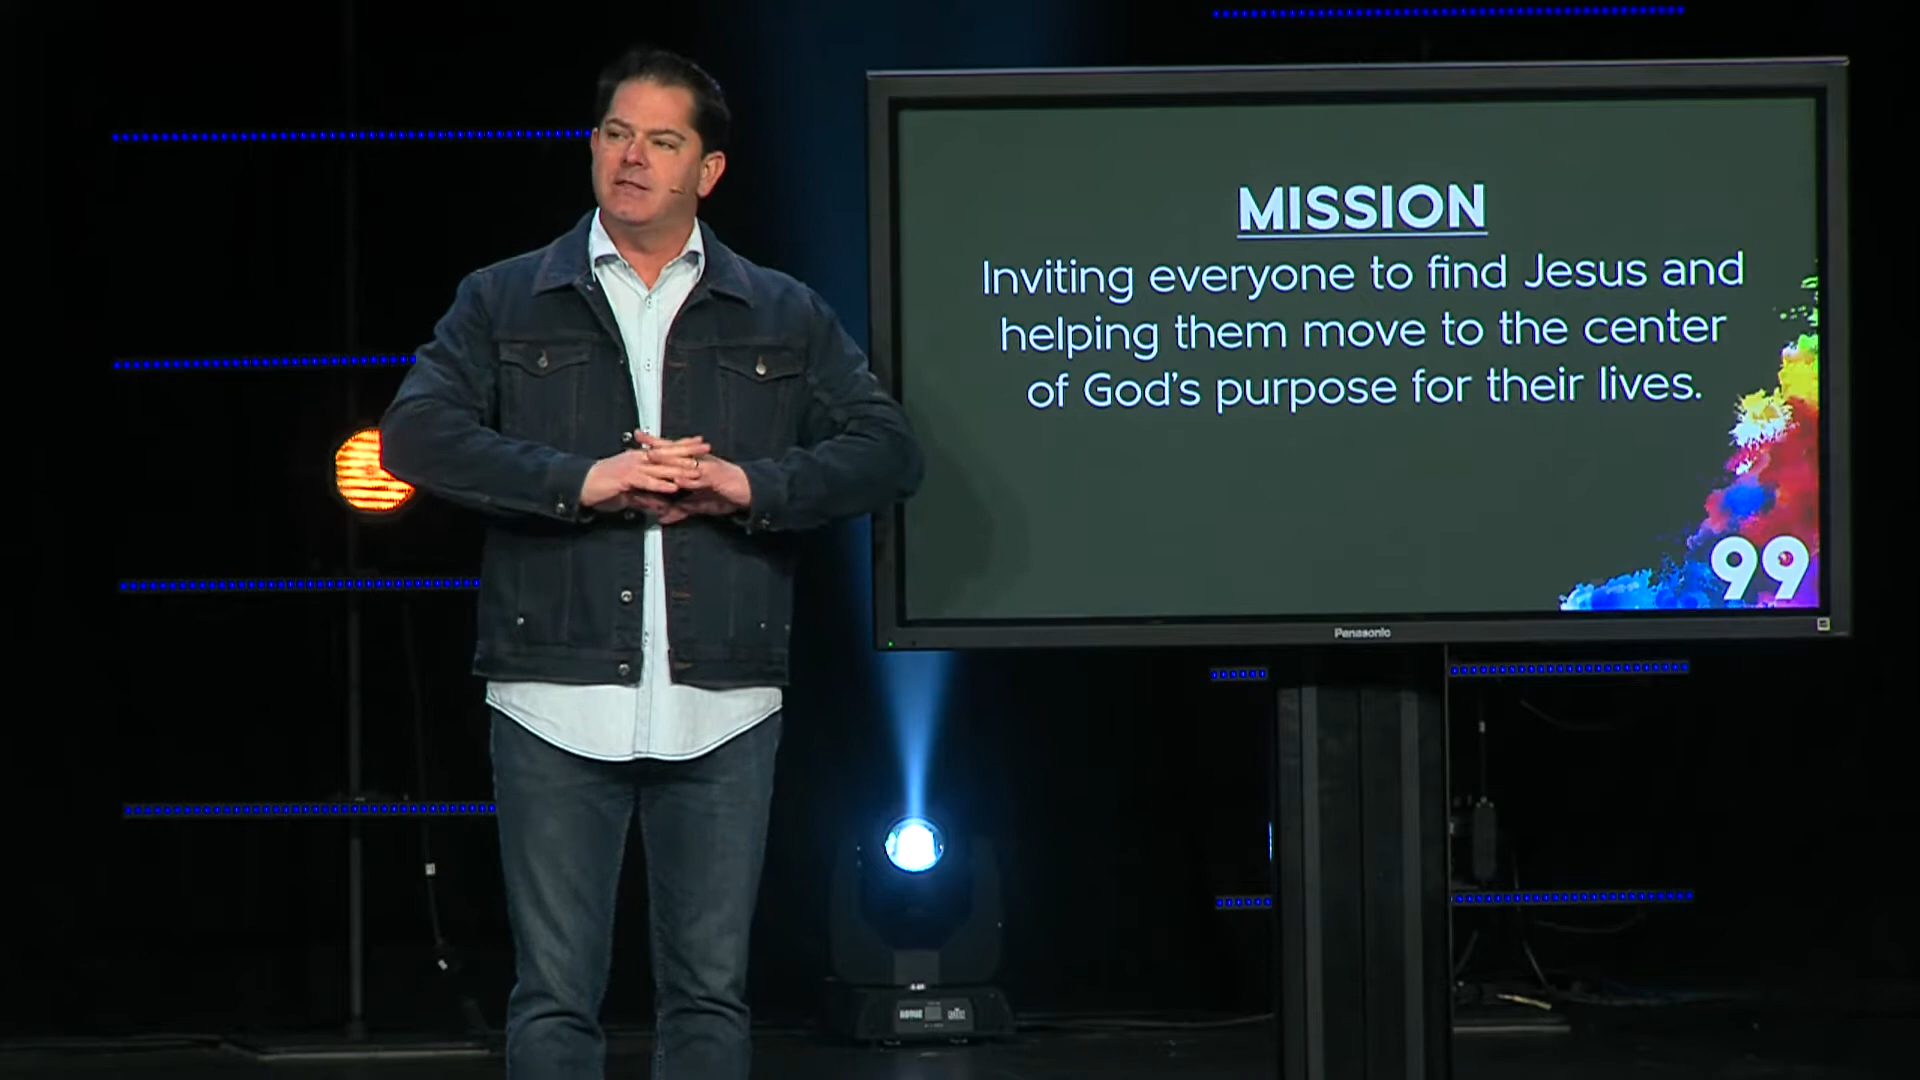 MISSION
Inviting everyone to find Jesus and
helping them move to the center
of God's purpose for their lives.
99
Panasonic